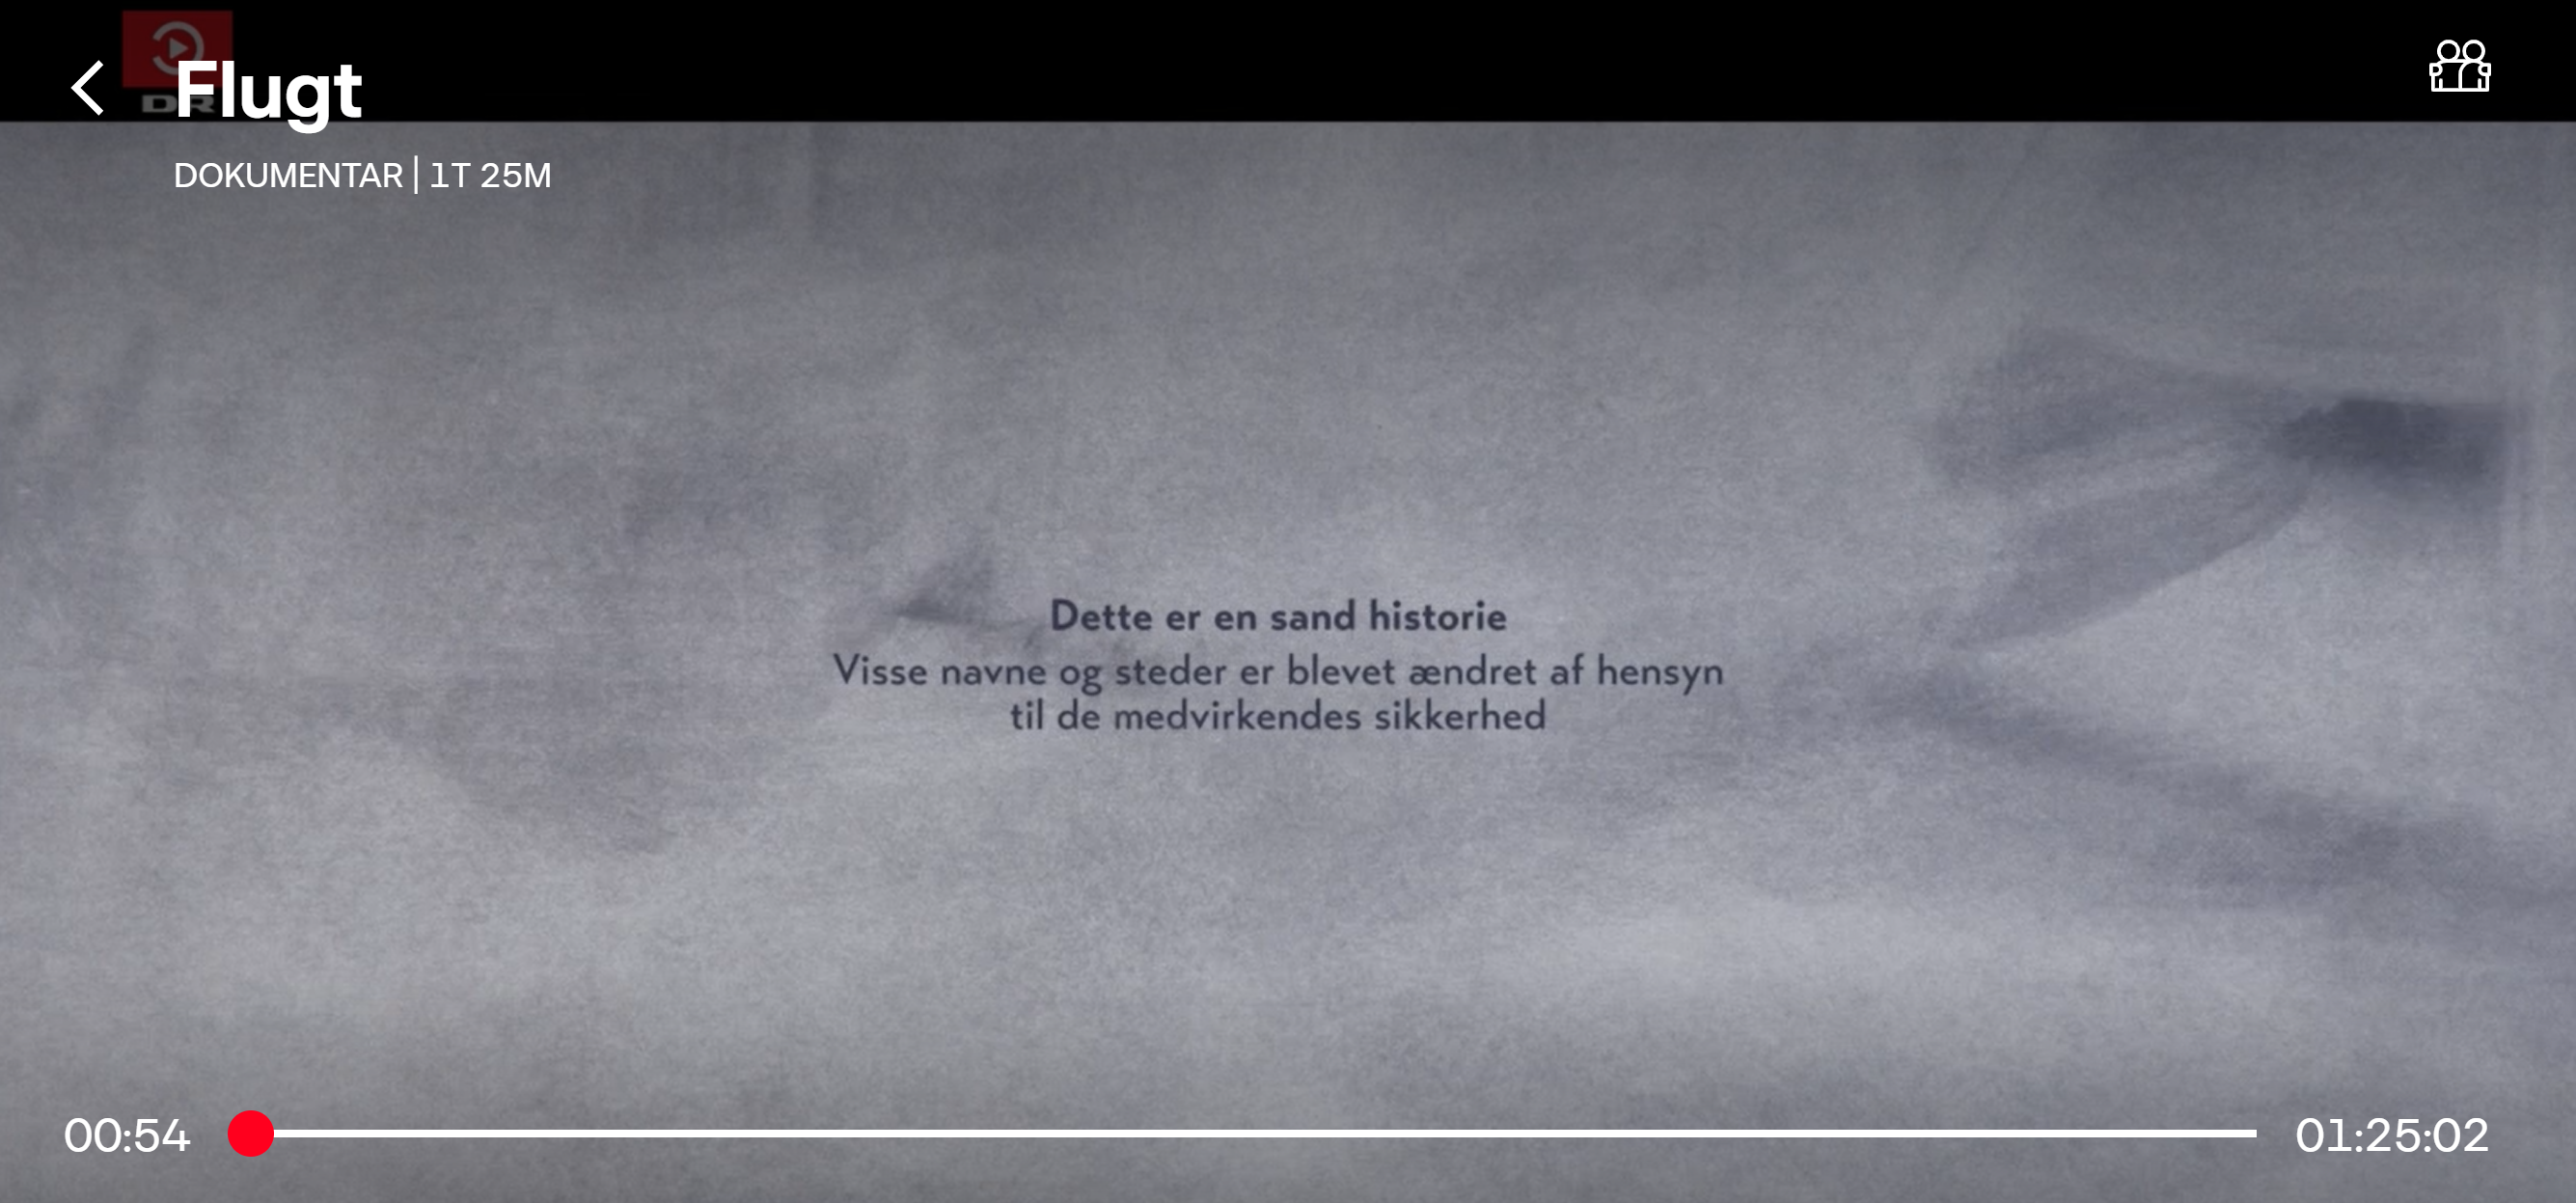 DR
Flugt
DOKUMENTAR | 1T 25M
Dette er en sand historie
Visse navne og steder er blevet ændret af hensyn
til de medvirkendes sikkerhed
00:54
01:25:02